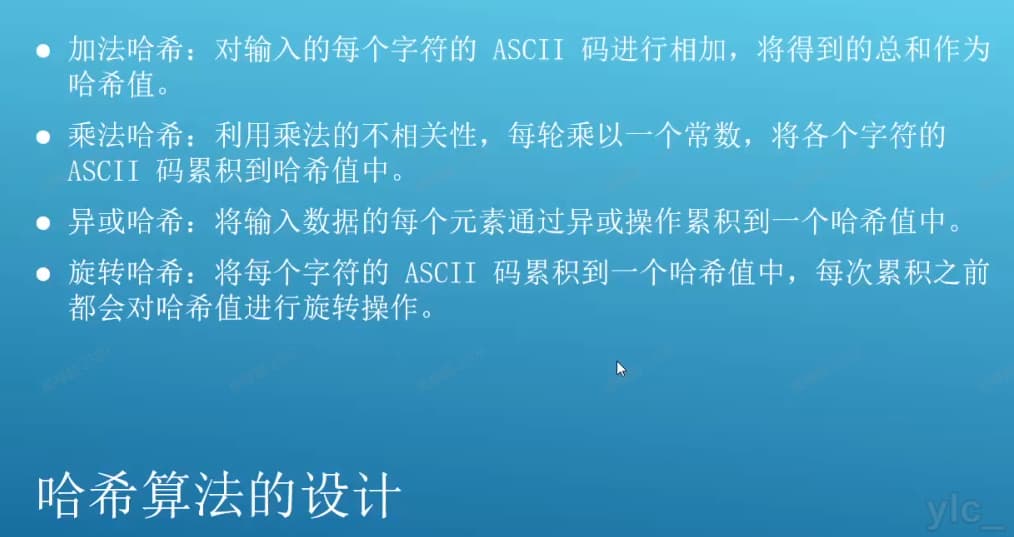 ● 加法哈希：对输入的每个字符的 ASCII 码进行相加，将得到的总和作为
哈希值。
● 乘法哈希：利用乘法的不相关性，每轮乘以一个常数，将各个字符的
ASCII 码累积到哈希值中。
● 异或哈希：将输入数据的每个元素通过异或操作累积到一个哈希值中。
● 旋转哈希：将每个字符的 ASCII 码累积到一个哈希值中，每次累积之前
都会对哈希值进行旋转操作。
哈希算法的设计
ylc_